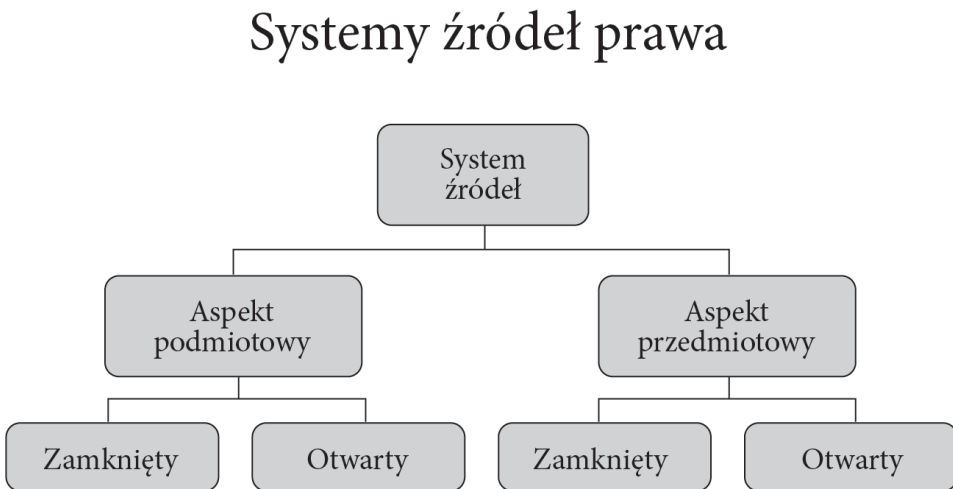 Systemy źródeł prawa
System
źródeł
Aspekt
podmiotowy
Aspekt
przedmiotowy
Zamknięty
Otwarty
Zamknięty
Otwarty